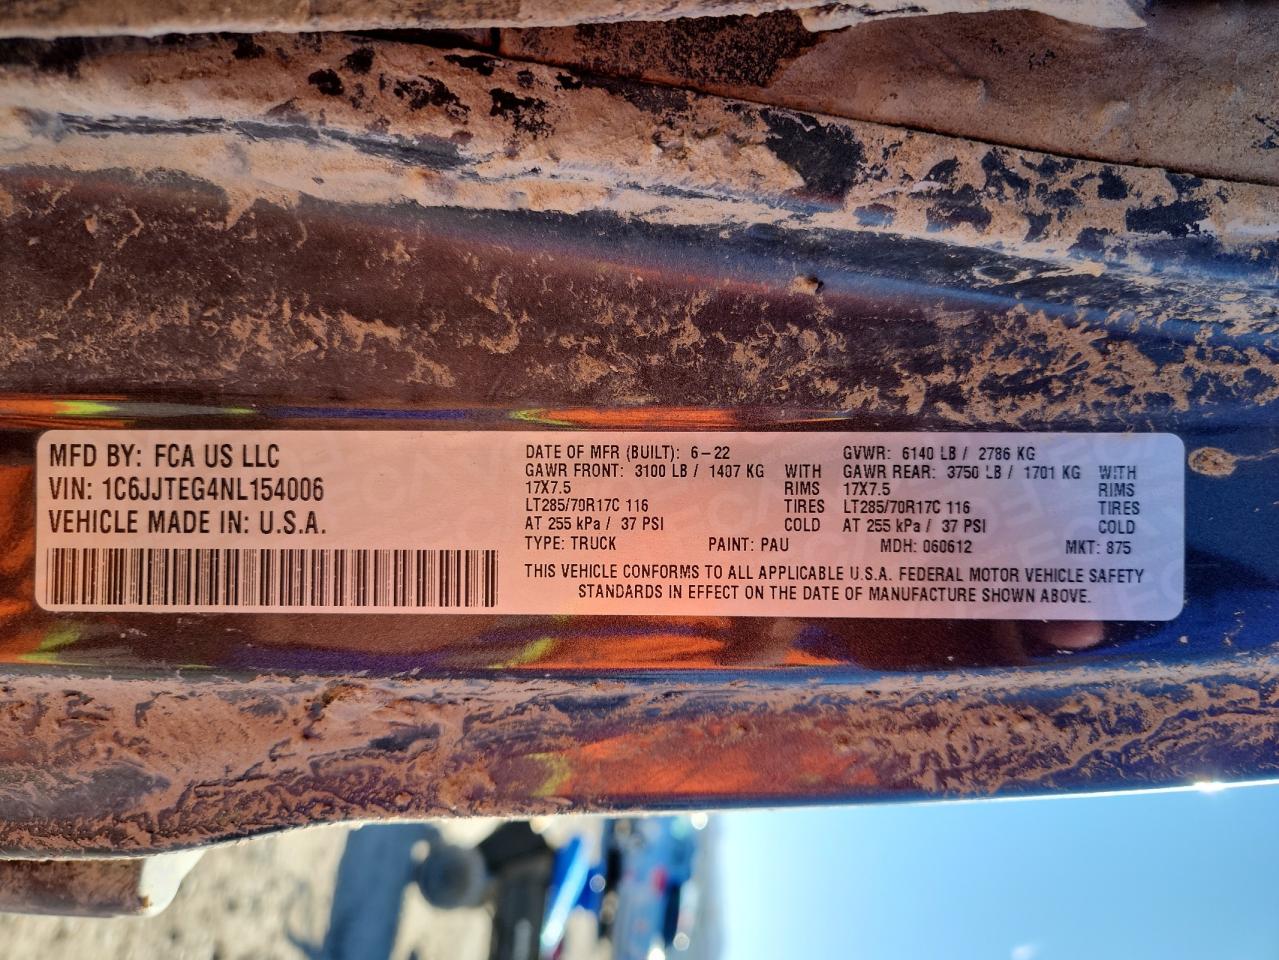 MFD BY: FCA US LLC
VIN: 1C6JJTEG4NL154006
VEHICLE MADE IN: U.S.A.
DATE OF MFR (BUILT): 6-22
GAWR FRONT: 3100 LB / 1407 KG WITH
17X7.5 RIMS
LT285/70R17C 116 TIRES
AT 255 kPa / 37 PSI COLD
GVWR: 6140 LB / 2786 KG
GAWR REAR: 3750 LB / 1701 KG WITH
17X7.5 RIMS
LT285/70R17C 116 TIRES
AT 255 kPa / 37 PSI COLD
TYPE: TRUCK PAINT: PAU MDH: 060612 MKT: 875
THIS VEHICLE CONFORMS TO ALL APPLICABLE U.S.A. FEDERAL MOTOR VEHICLE SAFETY
STANDARDS IN EFFECT ON THE DATE OF MANUFACTURE SHOWN ABOVE.